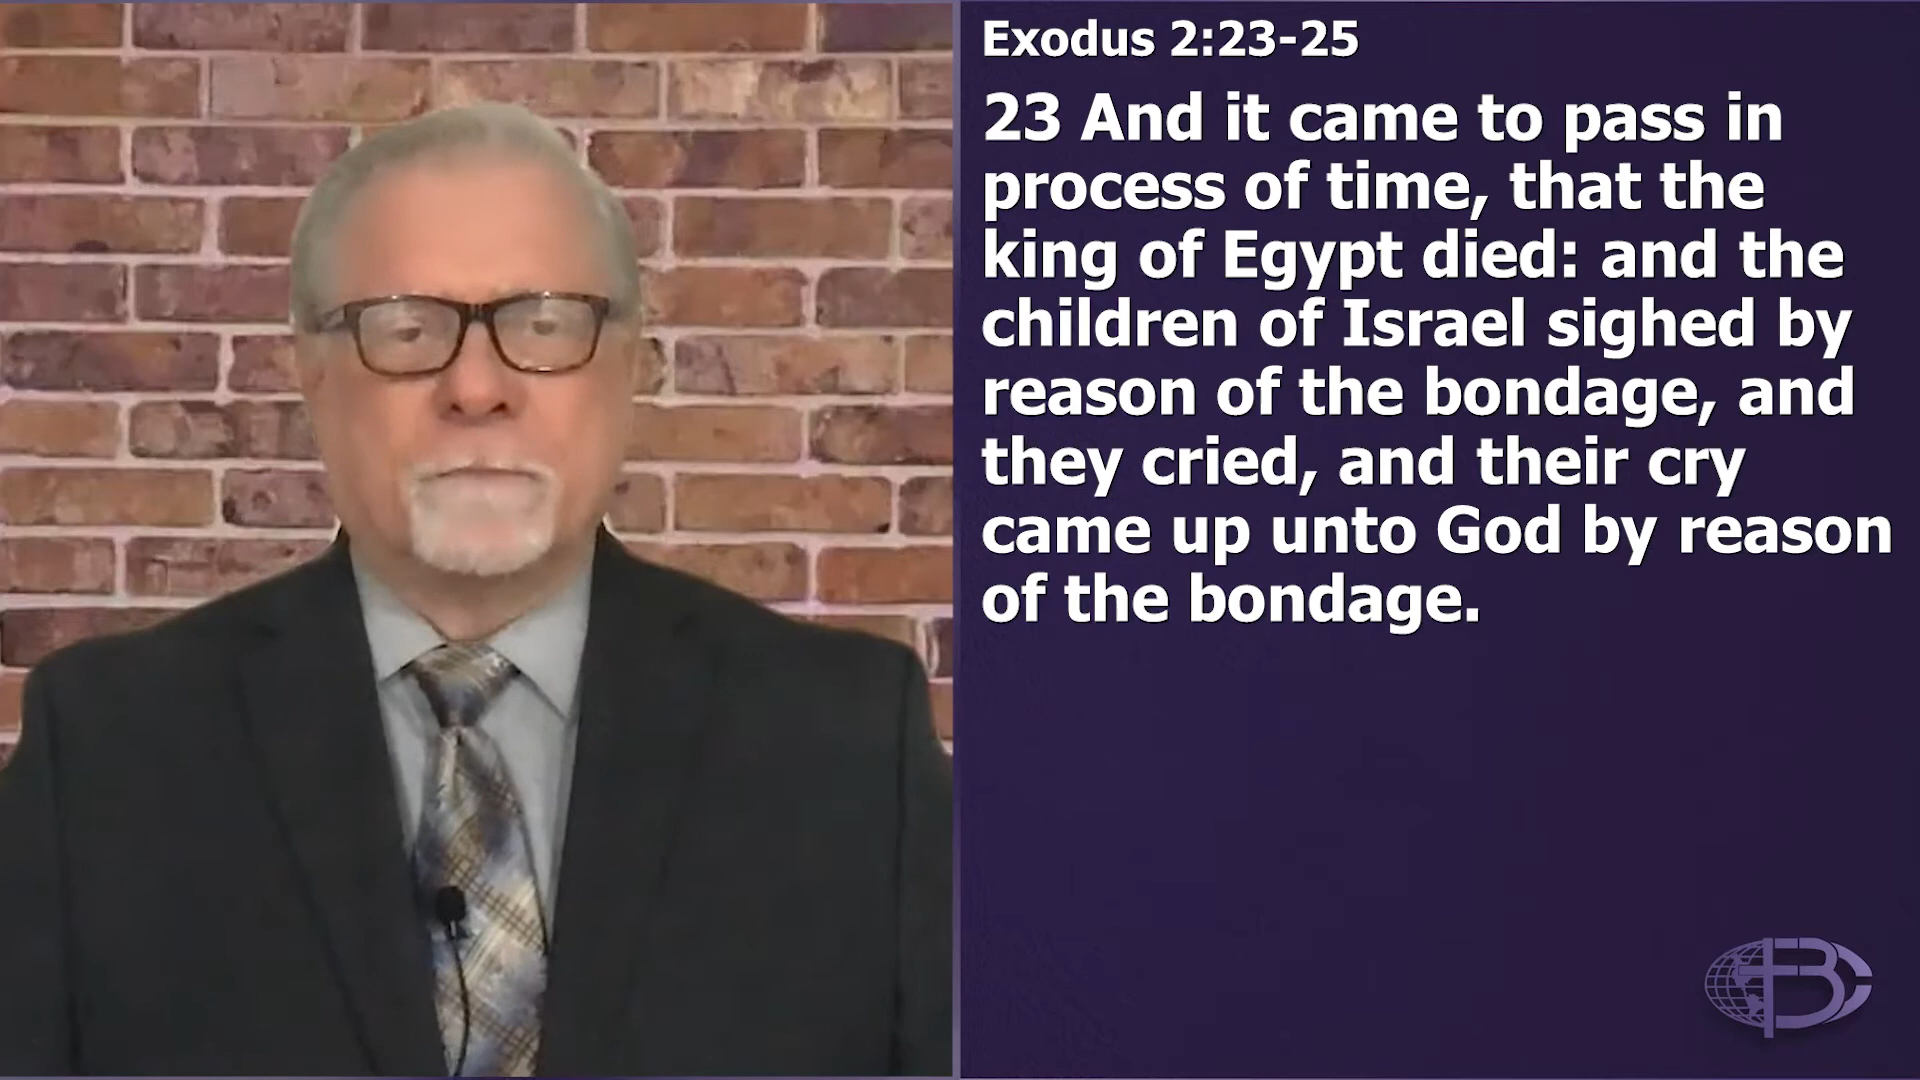 Exodus 2:23-25
23 And it came to pass in
process of time, that the
king of Egypt died: and the
children of Israel sighed by
reason of the bondage, and
they cried, and their cry
came up unto God by reason
of the bondage.